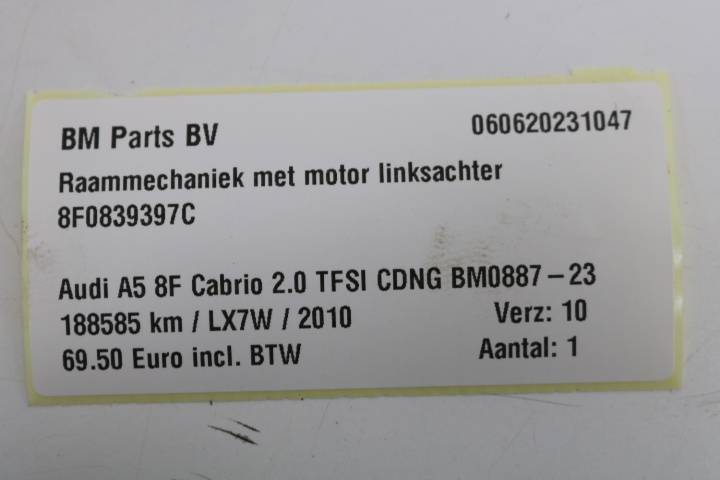 BM Parts BV 060620231047
Raammechaniek met motor linksachter
8F0839397C
Audi A5 8F Cabrio 2.0 TFSI CDNG BM0887-23
188585 km / LX7W / 2010 Verz: 10
69.50 Euro incl. BTW Aantal: 1